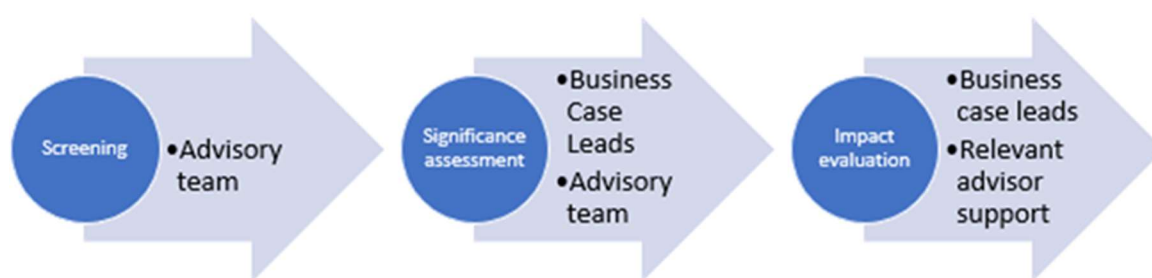 Screening
•Advisory
team
Significance
assessment
•Business
Case
Leads
•Advisory
team
Impact
evaluation
•Business
case leads
•Relevant
advisor
support